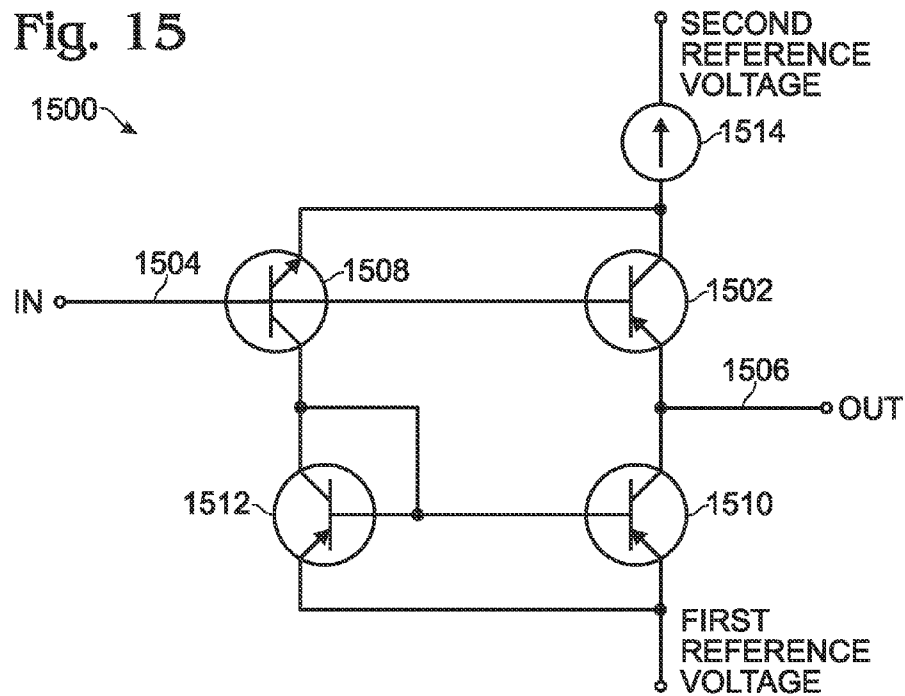 Fig. 15
SECOND
REFERENCE
VOLTAGE
1500
1514
1504
1508
1502
IN
1506
OUT
1512
1510
FIRST
REFERENCE
VOLTAGE